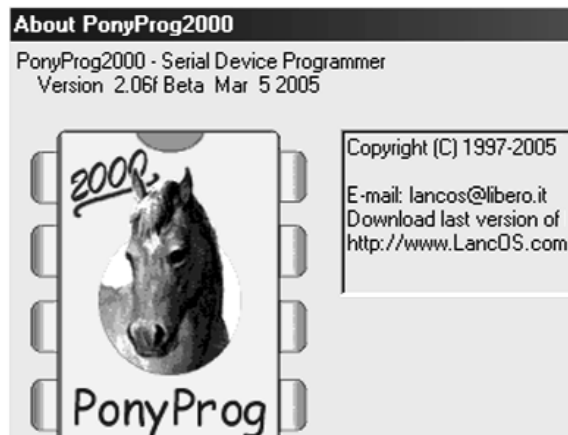 About PonyProg2000
PonyProg2000 - Serial Device Programmer
Version 2.06f Beta Mar 5 2005
2000
Copyright (C) 1997-2005
E-mail: lancos@libero.it
Download last version of
http://www.LancOS.com
PonyProg